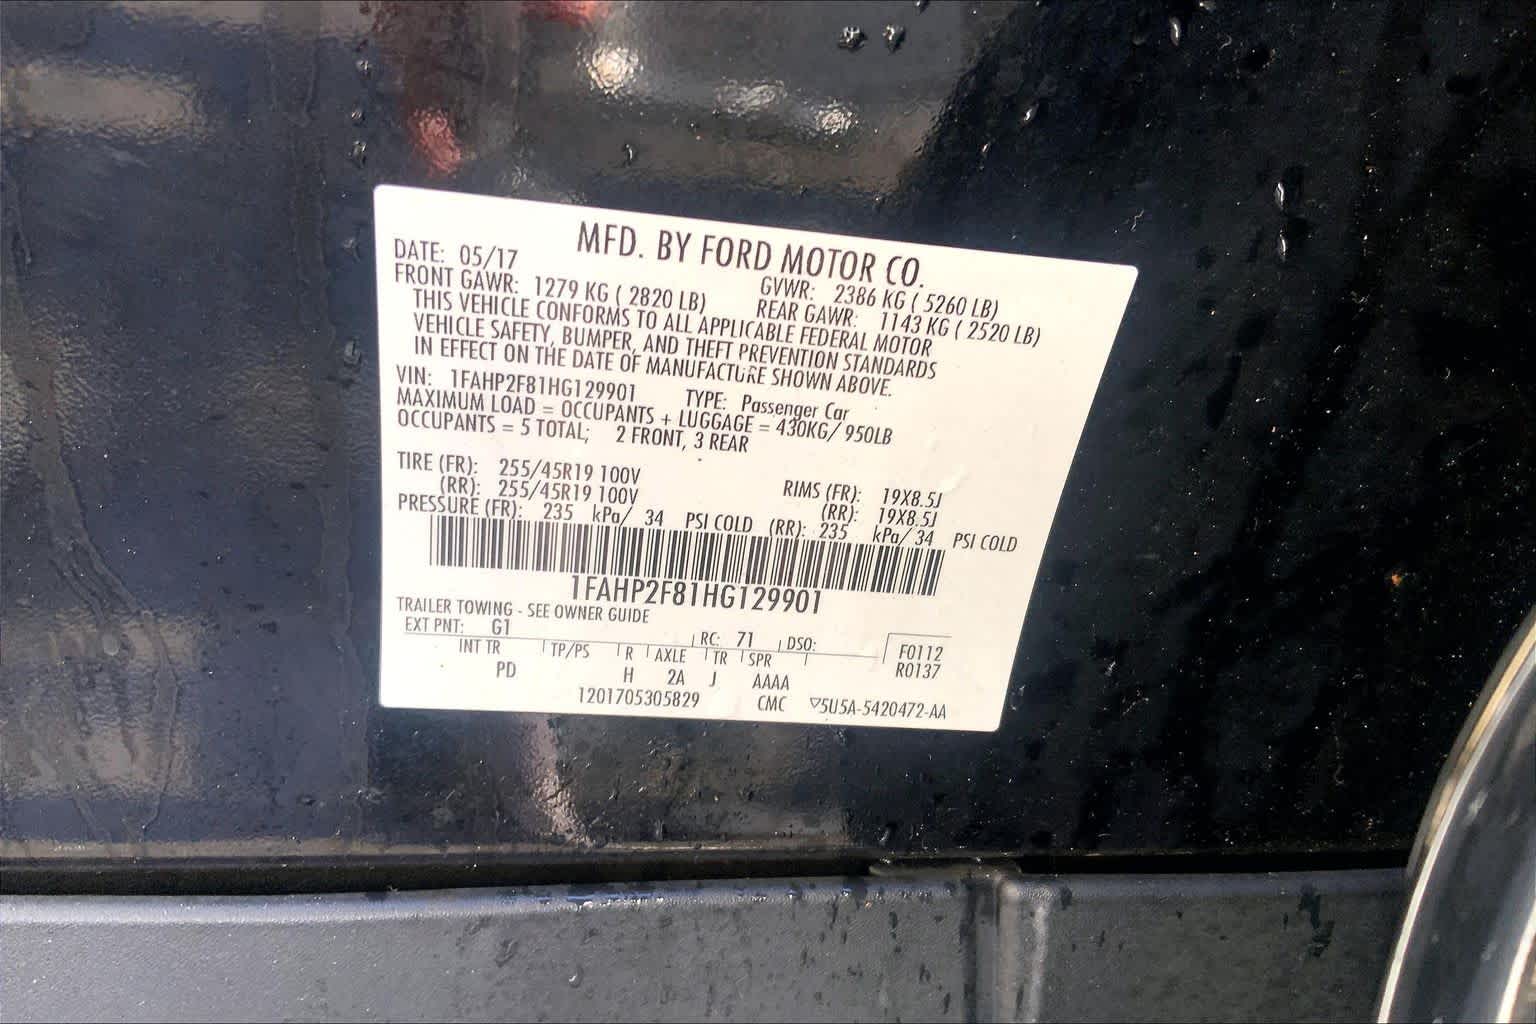 MFD. BY FORD MOTOR CO.
DATE: 05/17 GVWR: 2386 KG ( 5260 LB)
FRONT GAWR: 1279 KG ( 2820 LB) REAR GAWR: 1143 KG ( 2520 LB)
THIS VEHICLE CONFORMS TO ALL APPLICABLE FEDERAL MOTOR
VEHICLE SAFETY, BUMPER, AND THEFT PREVENTION STANDARDS
IN EFFECT ON THE DATE OF MANUFACTURE SHOWN ABOVE.
VIN: 1FAHP2F81HG129901 TYPE: Passenger Car
MAXIMUM LOAD = OCCUPANTS + LUGGAGE = 430KG/ 950LB
OCCUPANTS = 5 TOTAL; 2 FRONT, 3 REAR
TIRE (FR): 255/45R19 100V RIMS (FR): 19X8.5J
(RR): 255/45R19 100V (RR): 19X8.5J
PRESSURE (FR): 235 kPa/ 34 PSI COLD (RR): 235 kPa/ 34 PSI COLD
1FAHP2F81HG129901
TRAILER TOWING - SEE OWNER GUIDE
EXT PNT: G1 RC: 71 DSO: F0112
INT TR TP/PS R AXLE TR SPR R0137
PD H 2A J AAAA
1201705305829 CMC ▽5U5A-5420472-AA